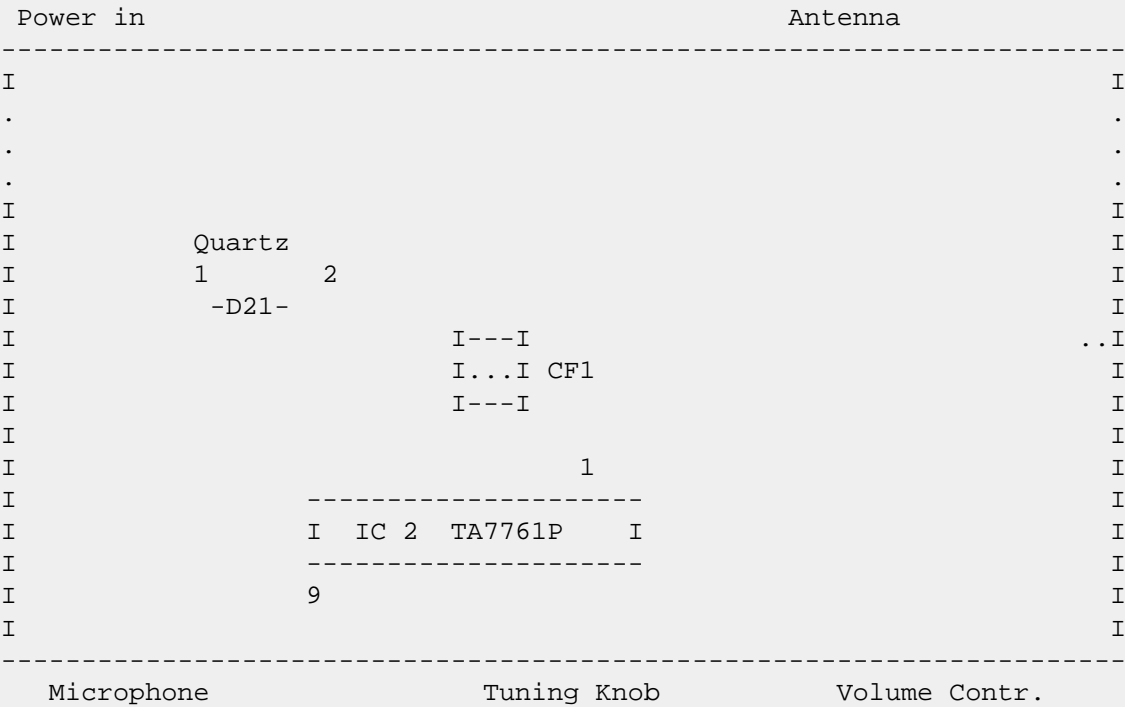 Power in                                        Antenna
----------------------------------------------------------------------
I                                                                    I
.                                                                    .
.                                                                    .
.                                                                    .
I                                                                    I
I           Quartz                                                   I
I           1       2                                                I
I            -D21-                                                   I
I                           I---I                                  ..I
I                           I...I CF1                                I
I                           I---I                                    I
I                                                                    I
I                                   1                                I
I                  ---------------------                             I
I                  I  IC 2  TA7761P    I                             I
I                  ---------------------                             I
I                  9                                                 I
I                                                                    I
----------------------------------------------------------------------
   Microphone                 Tuning Knob           Volume Contr.